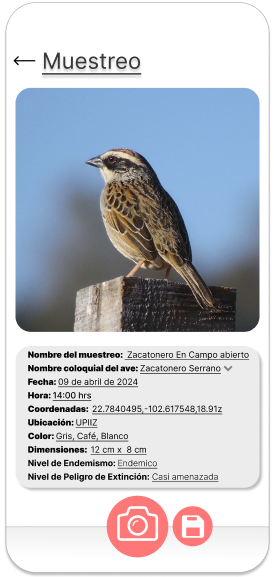 ← Muestreo
Nombre del muestreo: Zacatonero En Campo abierto
Nombre coloquial del ave: Zacatonero Serrano
Fecha: 09 de abril de 2024
Hora: 14:00 hrs
Coordenadas: 22.7840495,-102.617548,18.91z
Ubicación: UPIIZ
Color: Gris, Café, Blanco
Dimensiones: 12 cm x 8 cm
Nivel de Endemismo: Endemico
Nivel de Peligro de Extinción: Casi amenazada